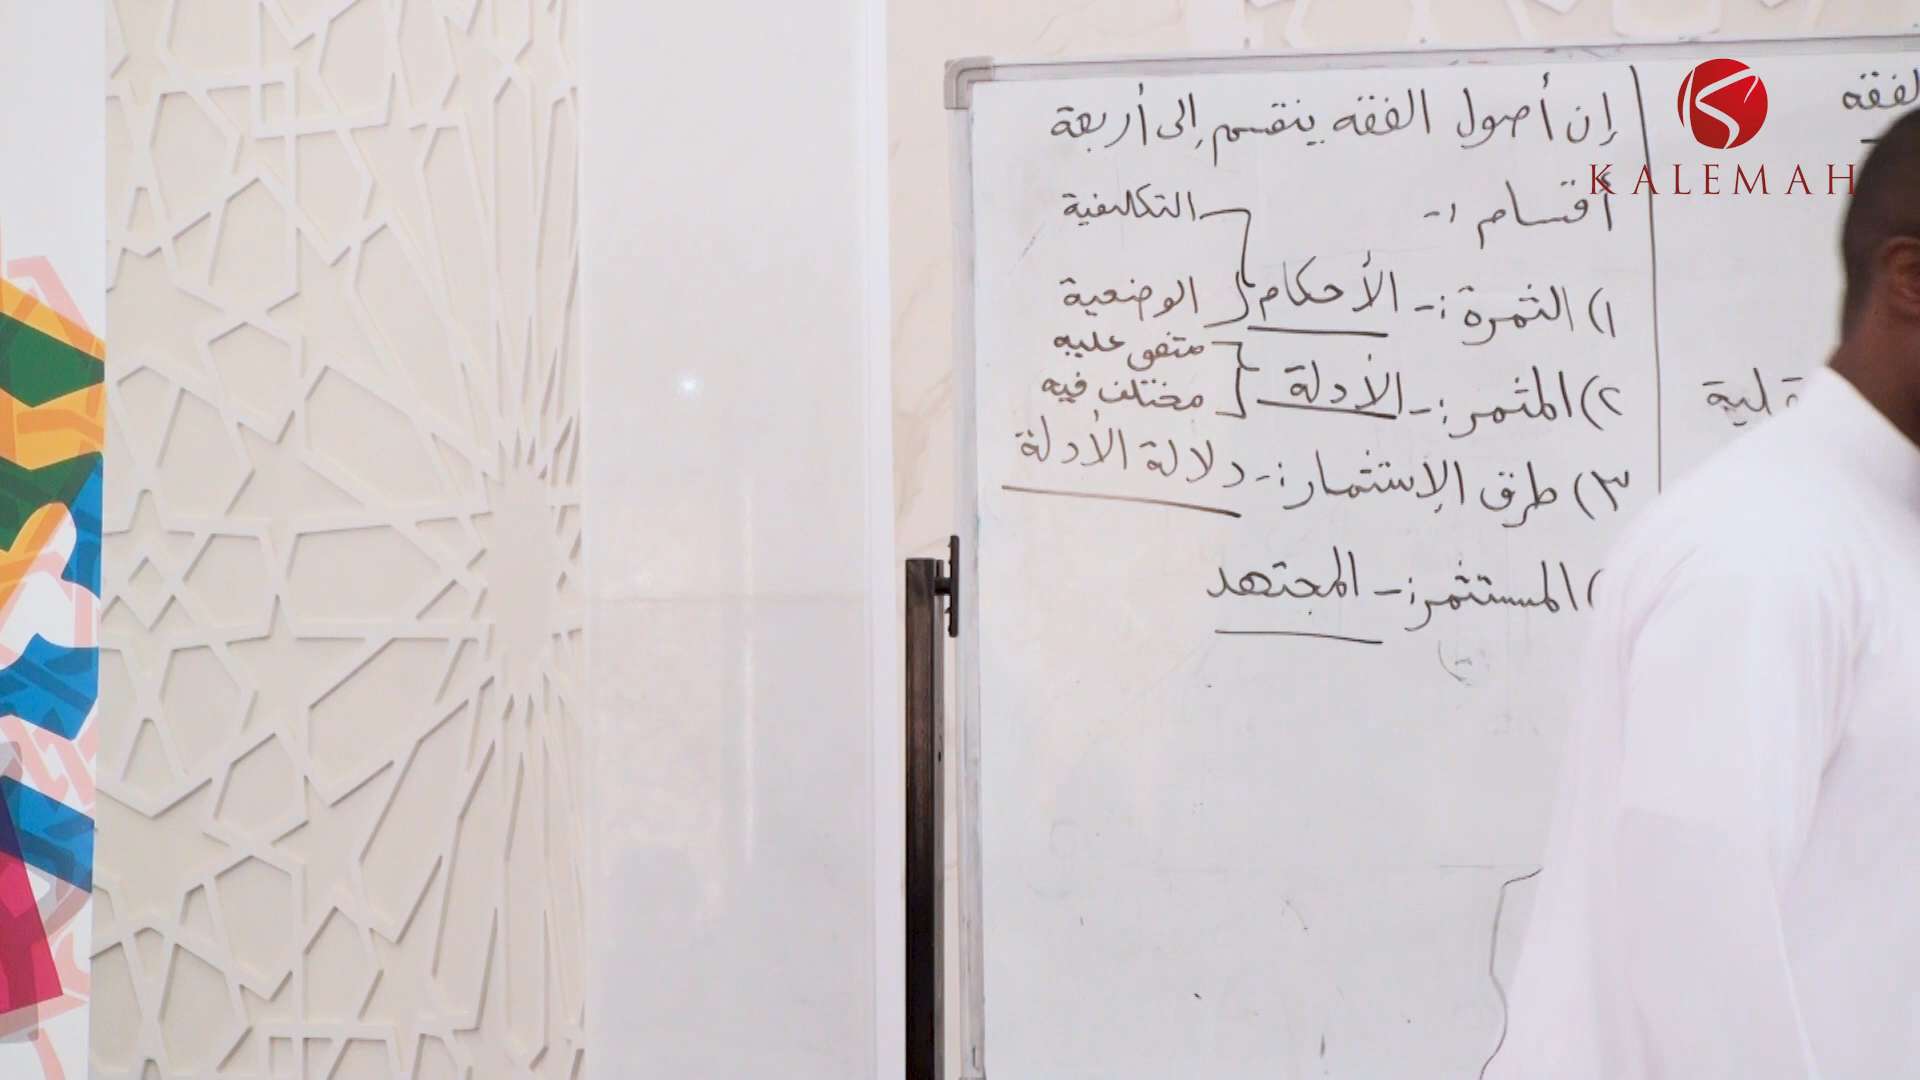 إن أصول الفقه ينقسم إلى أربعة
أقسام :-
١) الثمرة :- الأحكام
التكليفية
الوضعية
٢) المثمر :- الأدلة
متفق عليه
مختلف فيه
٣) طرق الإستثمار :- دلالة الأدلة
) المستثمر :- المجتهد
لفقه
KALEMAH